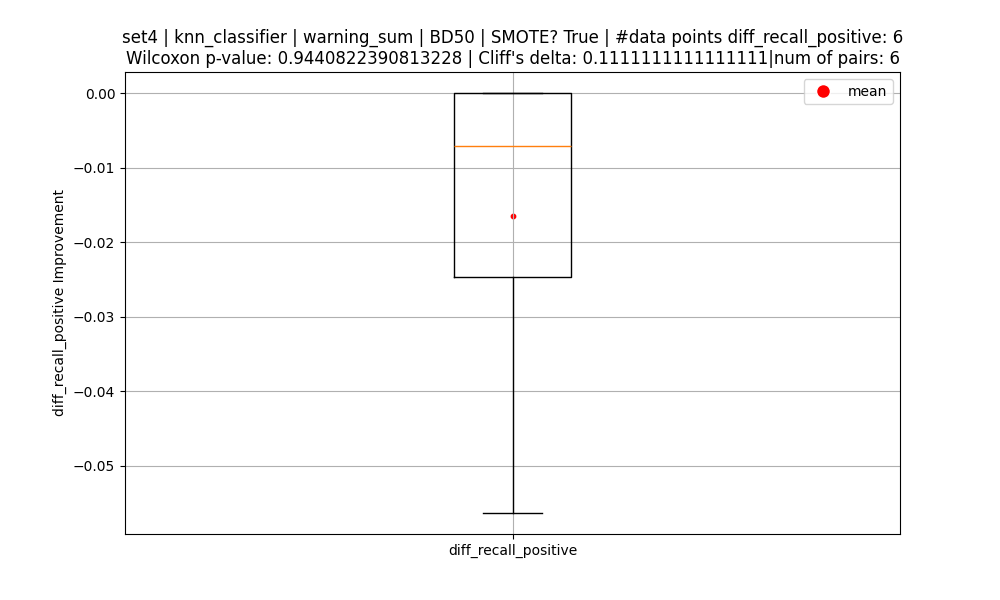 set4 | knn_classifier | warning_sum | BD50 | SMOTE? True | #data points diff_recall_positive: 6
Wilcoxon p-value: 0.9440822390813228 | Cliff's delta: 0.1111111111111111|num of pairs: 6
mean
0.00
−0.01
−0.02
−0.03
−0.04
−0.05
diff_recall_positive Improvement
diff_recall_positive